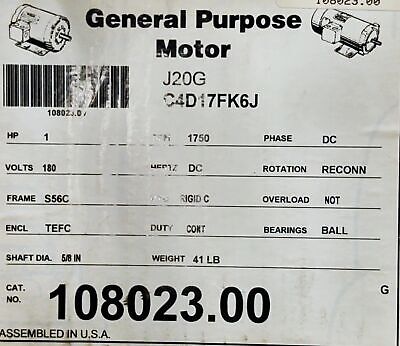 108023.00
General Purpose
Motor
J20G
C4D17FK6J
108023.0
HP 1 1750 PHASE DC
VOLTS 180 HERTZ DC ROTATION RECONN
FRAME S56C RIGID C OVERLOAD NOT
ENCL TEFC DUTY CONT BEARINGS BALL
SHAFT DIA. 5/8 IN WEIGHT 41 LB
CAT. NO. 108023.00 G
ASSEMBLED IN U.S.A.